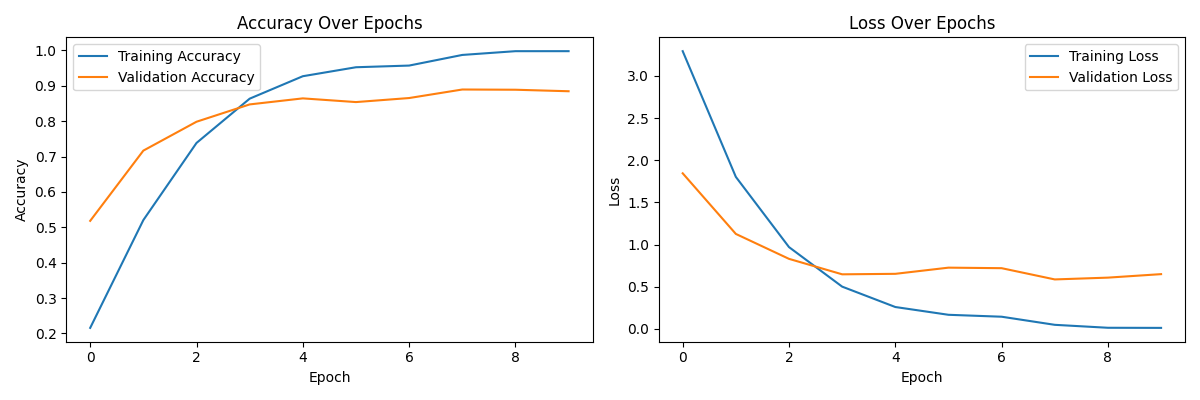 Accuracy Over Epochs
Training Accuracy
Validation Accuracy
1.0
0.9
0.8
0.7
0.6
0.5
0.4
0.3
0.2
Accuracy
0 2 4 6 8
Epoch
Loss Over Epochs
Training Loss
Validation Loss
3.0
2.5
2.0
1.5
1.0
0.5
0.0
Loss
0 2 4 6 8
Epoch